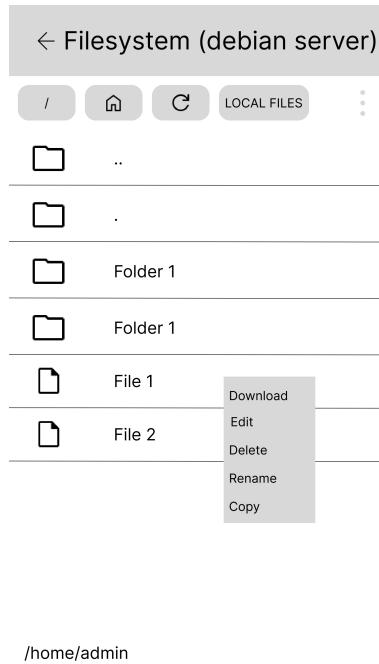 Filesystem (debian server)
/
LOCAL FILES
..
.
Folder 1
Folder 1
File 1
File 2
Download
Edit
Delete
Rename
Copy
/home/admin